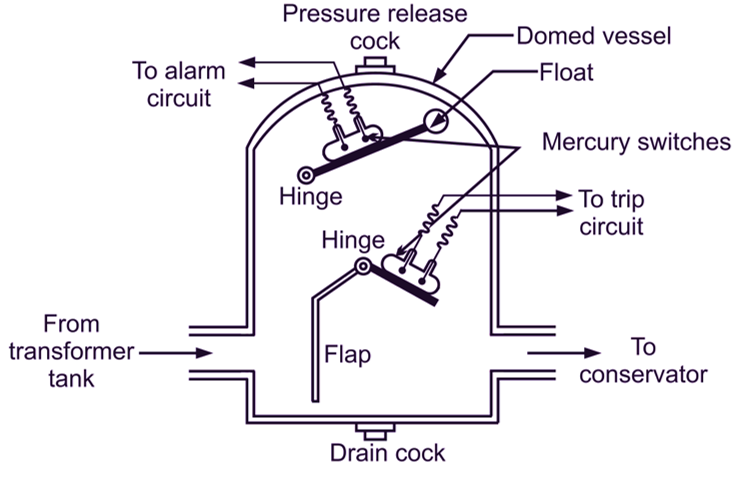 Pressure release
cock
Domed vessel
To alarm
circuit
Float
Mercury switches
Hinge
To trip
circuit
Hinge
From
transformer
tank
Flap
To
conservator
Drain cock